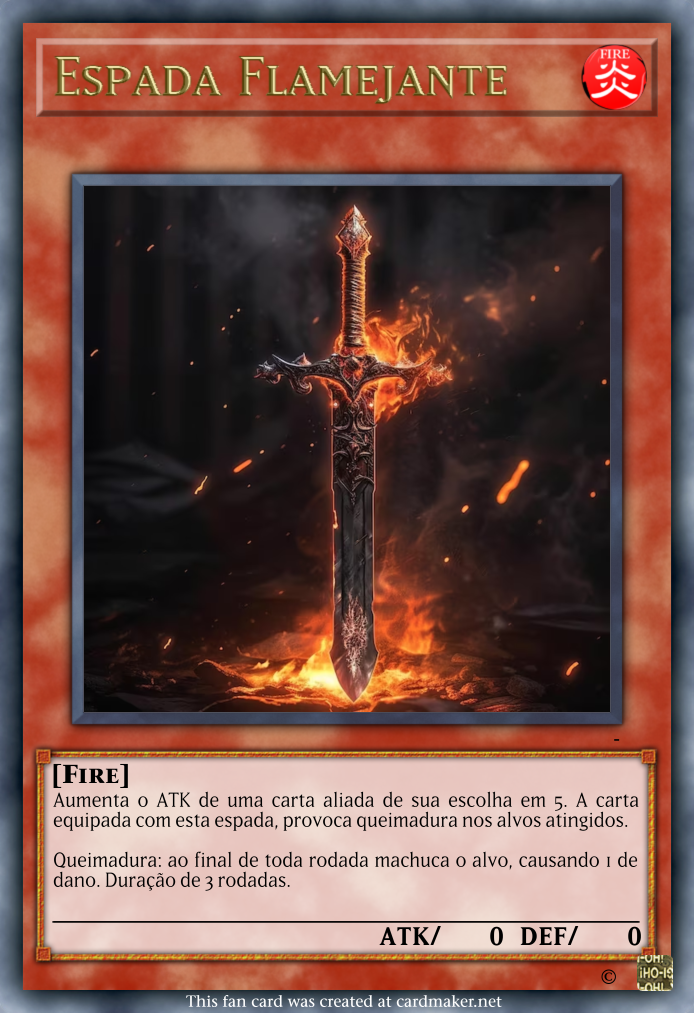 Espada Flamejante
FIRE
炎
-
[Fire]
Aumenta o ATK de uma carta aliada de sua escolha em 5. A carta
equipada com esta espada, provoca queimadura nos alvos atingidos.
Queimadura: ao final de toda rodada machuca o alvo, causando 1 de
dano. Duração de 3 rodadas.
ATK/ 0 DEF/ 0
©
This fan card was created at cardmaker.net